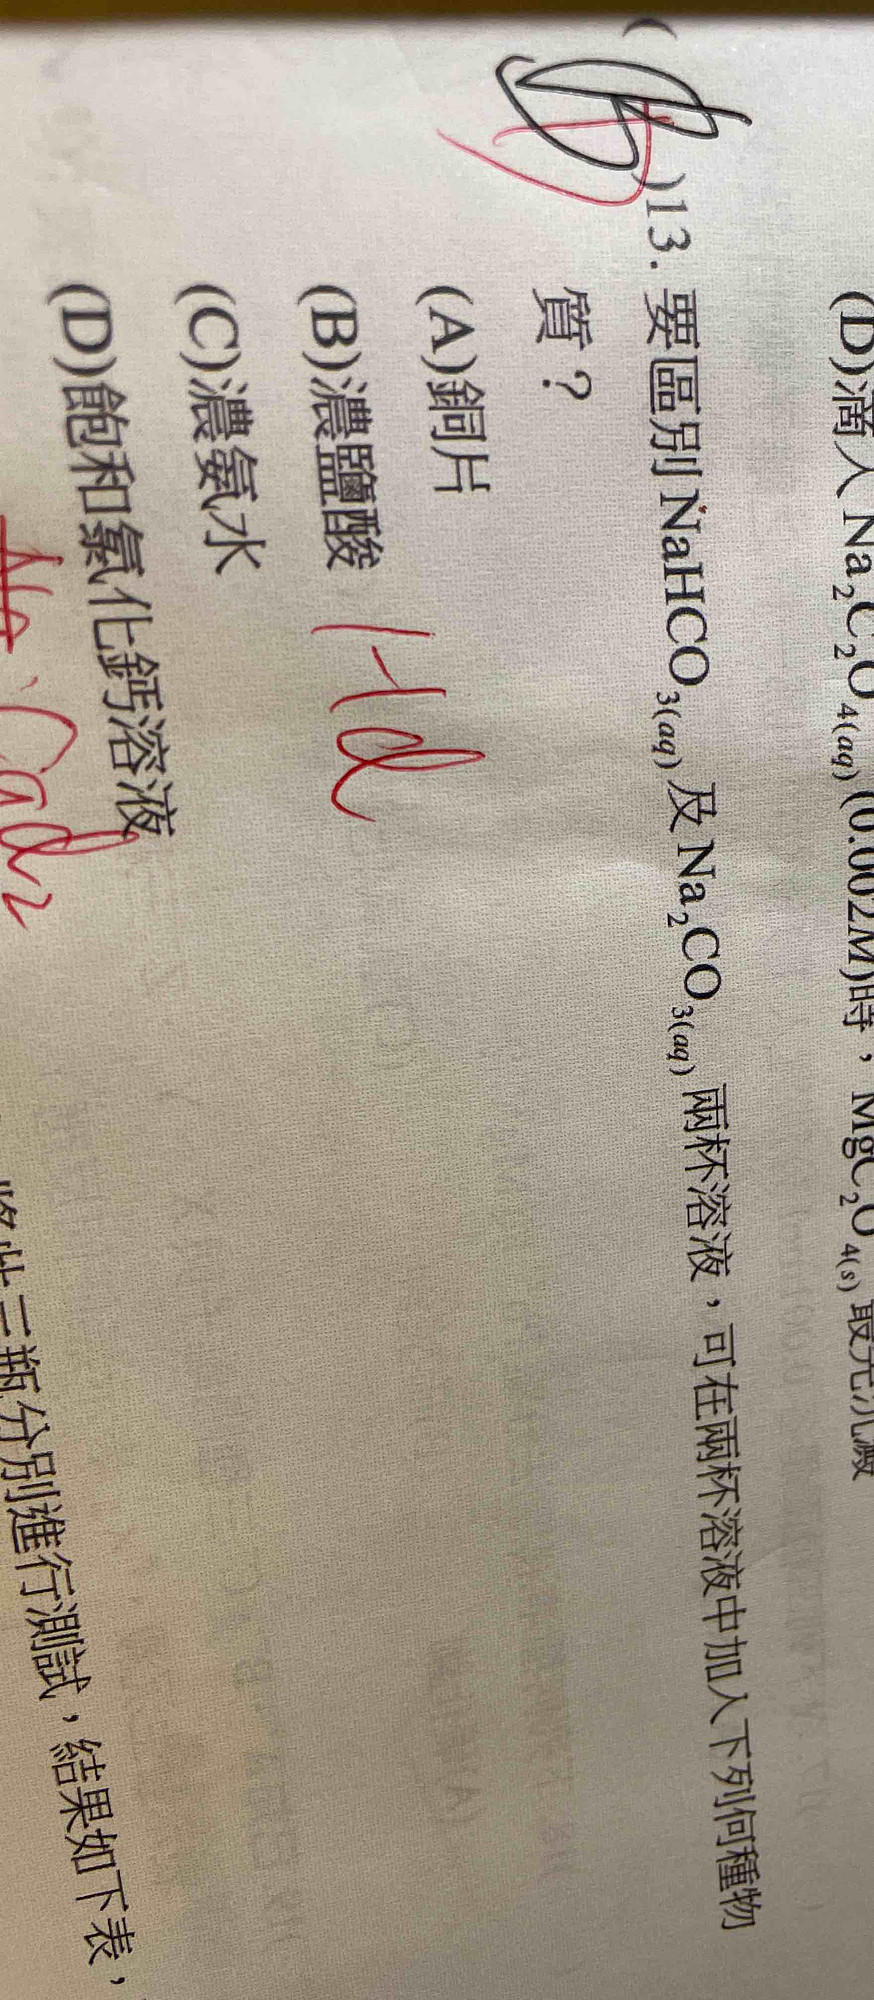 (D)滴入Na₂C₂O₄(aq)(0.002M)時，MgC₂O₄(s)最先沉澱
( )13.要區別NaHCO₃(aq)及Na₂CO₃(aq)兩杯溶液，可在兩杯溶液中加入下列何種物
質？
(A)銅片
(B)濃鹽酸 HCl
(C)濃氨水
(D)飽和氯化鈣溶液
CaCl₂
將此三瓶分別進行測試，結果如下表，